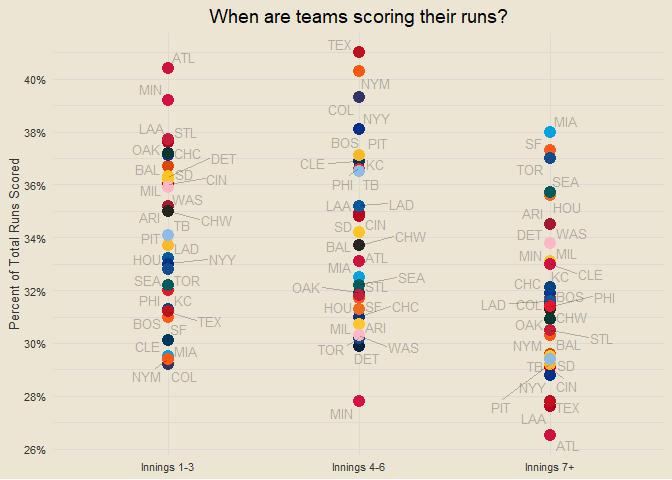 When are teams scoring their runs?
Percent of Total Runs Scored
40%
38%
36%
34%
32%
30%
28%
26%
ATL
MIN
LAA STL
OAK CHC
DET
BAL SD
CIN
MIL
WAS
ARI CHW
TB
PIT
LAD
HOU NYY
SEA TOR
PHI KC
TEX
BOS SF
CLE MIA
NYM COL
TEX
NYM
COL
NYY
BOS PIT
CLE KC
PHI TB
LAA LAD
SD CIN
CHW
BAL
ATL
MIA
SEA
OAK STL
HOU SF CHC
MIL ARI
TOR WAS
DET
MIN
MIA
SF
TOR
SEA
HOU
ARI
DET WAS
MIN MIL
CLE
CHC KC
LAD COL BOS PHI
CHW
OAK
STL
NYM BAL
TB SD
NYY CIN
PIT TEX
LAA
ATL
Innings 1-3
Innings 4-6
Innings 7+